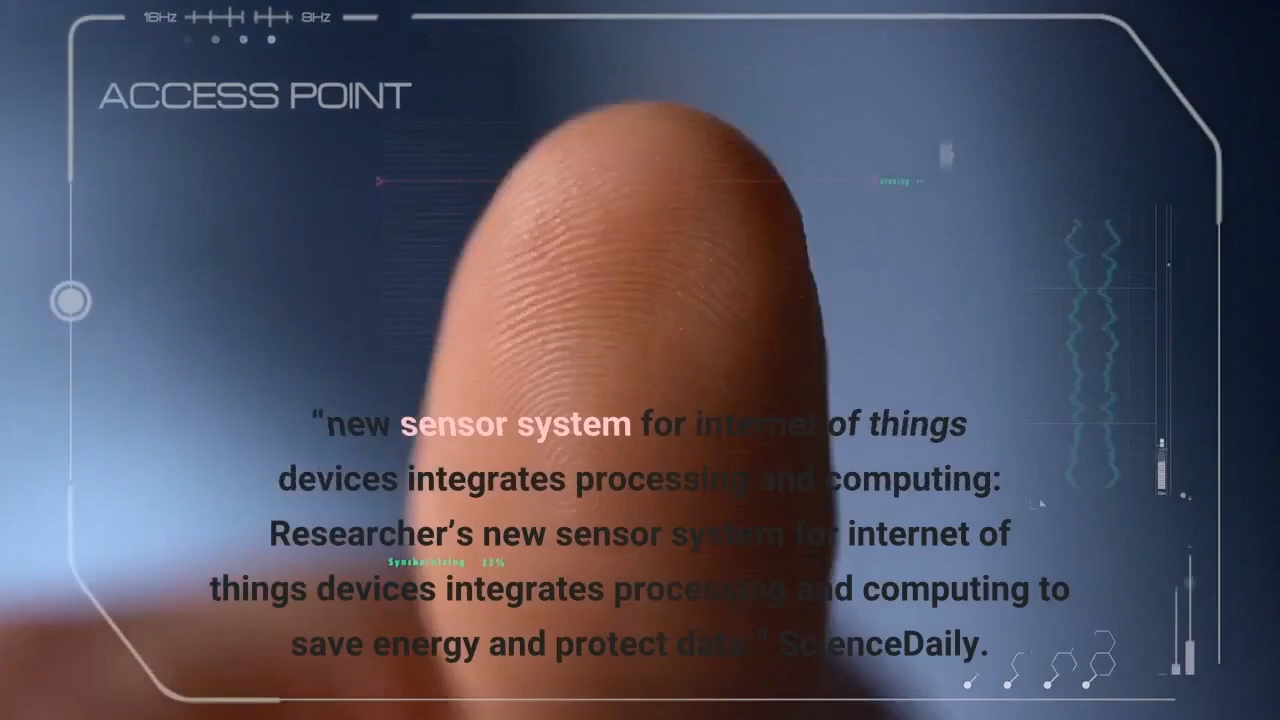 16Hz 8Hz
ACCESS POINT
“new sensor system for internet of things
devices integrates processing and computing:
Researcher’s new sensor system for internet of
things devices integrates processing and computing to
save energy and protect data.” ScienceDaily.